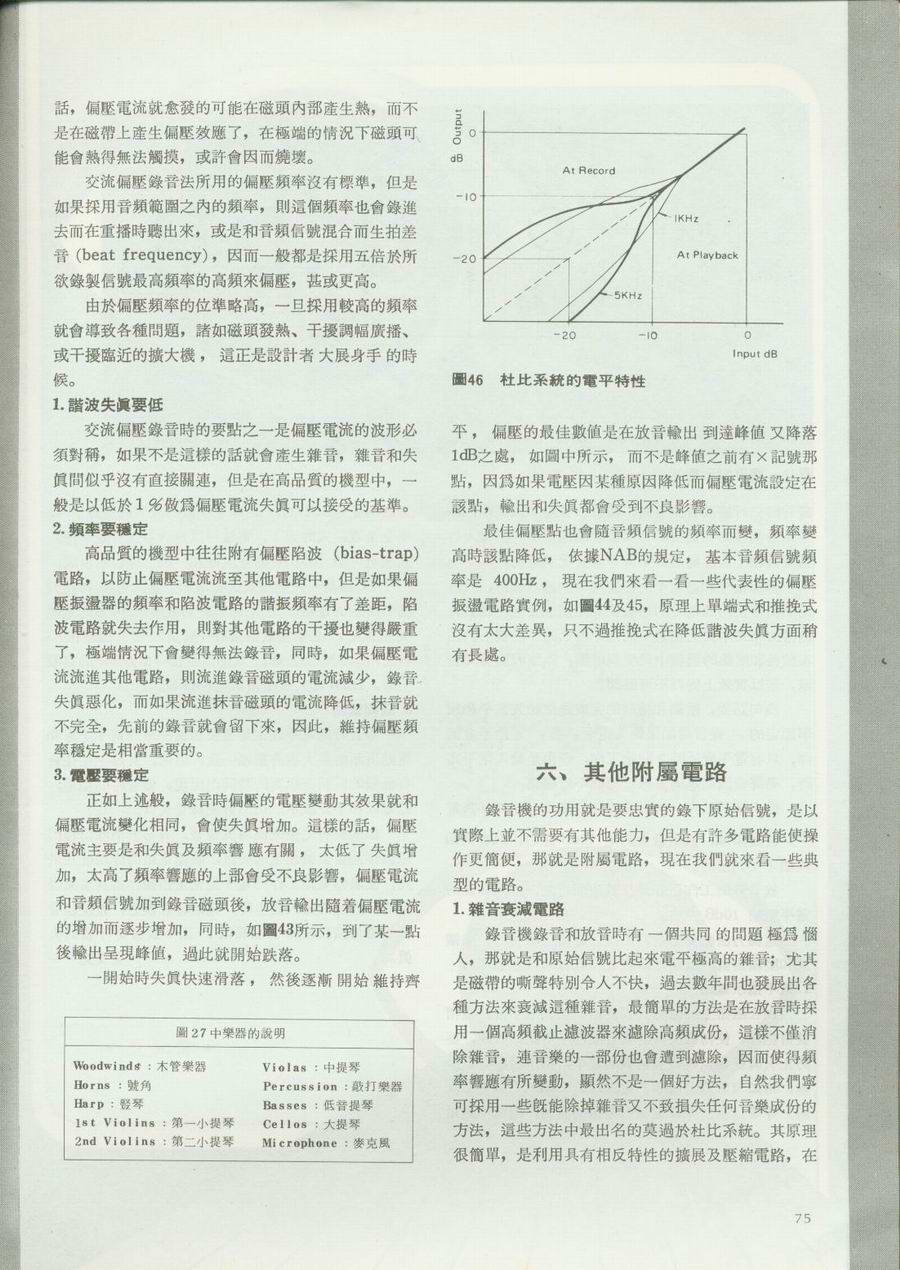 話，偏壓電流就愈發的可能在磁頭內部產生熱，而不
是在磁帶上產生偏壓效應了，在極端的情況下磁頭可
能會熱得無法觸摸，或許會因而燒壞。
交流偏壓錄音法所用的偏壓頻率沒有標準，但是
如果採用音頻範圍之內的頻率，則這個頻率也會錄進
去而在重播時聽出來，或是和音頻信號混合而生拍差
音 (beat frequency)，因而一般都是採用五倍於所
欲錄製信號最高頻率的高頻來偏壓，甚或更高。
由於偏壓頻率的位準略高，一旦採用較高的頻率
就會導致各種問題，諸如磁頭發熱、干擾調幅廣播、
或干擾臨近的擴大機， 這正是設計者 大展身手 的時
候。
1. 諧波失眞要低
交流偏壓錄音時的要點之一是偏壓電流的波形必
須對稱，如果不是這樣的話就會產生雜音，雜音和失
眞問似乎沒有直接關連，但是在高品質的機型中，一
般是以低於 1 ％做爲偏壓電流失眞可以接受的基準。
2. 頻率要穩定
高品質的機型中往往附有偏壓陷波 (bias-trap)
電路，以防止偏壓電流流至其他電路中，但是如果偏
壓振盪器的頻率和陷波電路的諧振頻率有了差距，陷
波電路就失去作用，則對其他電路的干擾也變得嚴重
了，極端情況下會變得無法錄音，同時，如果偏壓電
流流進其他電路，則流進錄音磁頭的電流減少，錄音
失眞惡化，而如果流進抹音磁頭的電流降低，抹音就
不完全，先前的錄音就會留下來，因此，維持偏壓頻
率穩定是相當重要的。
3. 電壓要穩定
正如上述般，錄音時偏壓的電壓變動其效果就和
偏壓電流變化相同，會使失眞增加。這樣的話，偏壓
電流主要是和失眞及頻率響 應有關 ， 太低了 失眞增
加，太高了頻率響應的上部會受不良影響，偏壓電流
和音頻信號加到錄音磁頭後，放音輸出隨着偏壓電流
的增加而逐步增加，同時，如圖43所示，到了某一點
後輸出呈現峰值，過此就開始跌落。
一開始時失眞快速滑落 ， 然後逐漸 開始 維持齊
圖 2 7 中樂器的說明
Woodwinds : 木管樂器
Horns : 號角
Harp : 豎琴
1st Violins : 第一小提琴
2nd Violins : 第二小提琴
Violas : 中提琴
Percussion : 敲打樂器
Basses : 低音提琴
Cellos : 大提琴
Microphone : 麥克風
Output
dB
0
-10
-20
At Record
1KHz
At Playback
5KHz
-20
-10
0
Input dB
圖46 杜比系統的電平特性
平 ， 偏壓的最佳數值是在放音輸出 到達峰值 又降落
1dB之處， 如圖中所示， 而不是峰值之前有×記號那
點，因爲如果電壓因某種原因降低而偏壓電流設定在
該點，輸出和失眞都會受到不良影響。
最佳偏壓點也會隨音頻信號的頻率而變，頻率變
高時該點降低， 依據NAB的規定， 基本音頻信號頻
率是 400Hz ， 現在我們來看一看一些代表性的偏壓
振盪電路實例，如圖44及45，原理上單端式和推挽式
沒有太大差異，只不過推挽式在降低諧波失眞方面稍
有長處。
六、其他附屬電路
錄音機的功用就是要忠實的錄下原始信號，是以
實際上並不需要有其他能力，但是有許多電路能使操
作更簡便，那就是附屬電路，現在我們就來看一些典
型的電路。
1. 雜音衰減電路
錄音機錄音和放音時有 一個共同 的問題 極爲 惱
人，那就是和原始信號比起來電平極高的雜音；尤其
是磁帶的嘶聲特別令人不快，過去數年間也發展出各
種方法來衰減這種雜音，最簡單的方法是在放音時採
用一個高頻截止濾波器來濾除高頻成份，這樣不僅消
除雜音，連音樂的一部份也會遭到濾除，因而使得頻
率響應有所變動，顯然不是一個好方法，自然我們寧
可採用一些旣能除掉雜音又不致損失任何音樂成份的
方法，這些方法中最出名的莫過於杜比系統。其原理
很簡單，是利用具有相反特性的擴展及壓縮電路，在
75